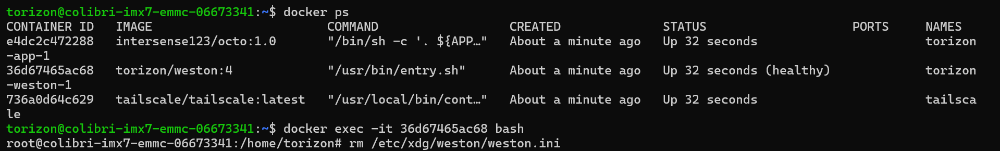 torizon@colibri-imx7-emmc-06673341:~$ docker ps
CONTAINER ID   IMAGE                        COMMAND                  CREATED              STATUS                    PORTS     NAMES
e4dc2c472288   intersense123/octo:1.0       "/bin/sh -c '. ${APP…"   About a minute ago   Up 32 seconds                       torizon
-app-1
36d67465ac68   torizon/weston:4             "/usr/bin/entry.sh"      About a minute ago   Up 32 seconds (healthy)             torizon
-weston-1
736a0d64c629   tailscale/tailscale:latest   "/usr/local/bin/cont…"   About a minute ago   Up 32 seconds                       tailsca
le
torizon@colibri-imx7-emmc-06673341:~$ docker exec -it 36d67465ac68 bash
root@colibri-imx7-emmc-06673341:/home/torizon# rm /etc/xdg/weston/weston.ini